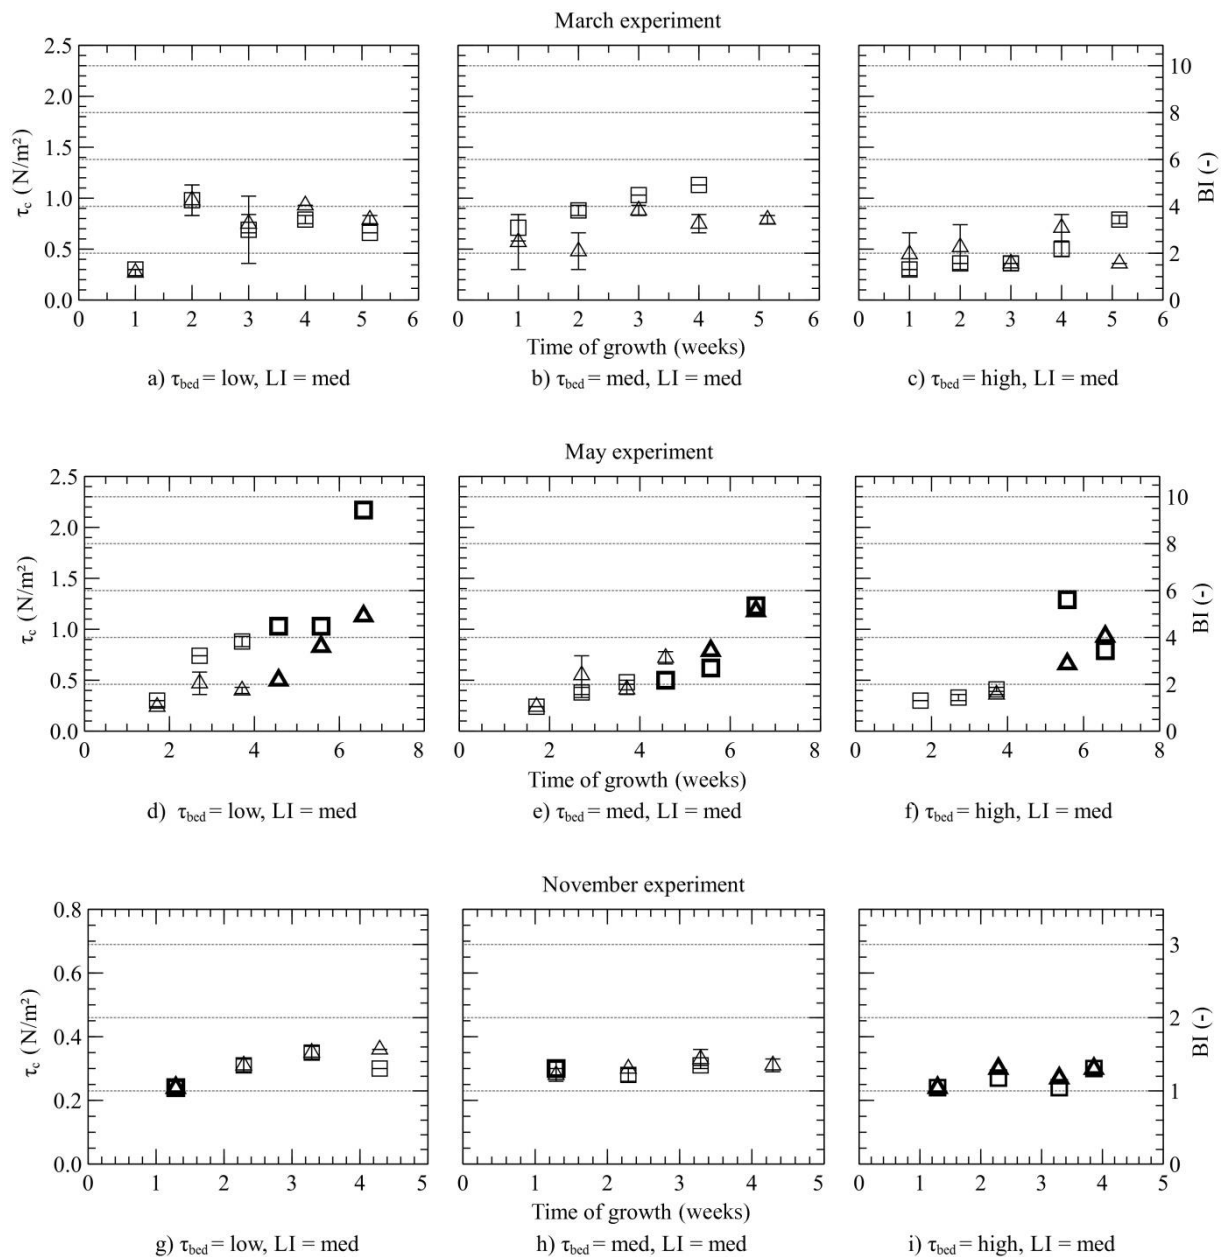 March experiment
2.5
2.0
1.5
1.0
0.5
0.0
τc (N/m²)
0 1 2 3 4 5 6
0 1 2 3 4 5 6
0 1 2 3 4 5 6
10
8
6
4
2
0
BI (-)
Time of growth (weeks)
a) τbed = low, LI = med
b) τbed = med, LI = med
c) τbed = high, LI = med
May experiment
2.5
2.0
1.5
1.0
0.5
0.0
τc (N/m²)
0 2 4 6 8
0 2 4 6 8
0 2 4 6 8
10
8
6
4
2
0
BI (-)
Time of growth (weeks)
d) τbed = low, LI = med
e) τbed = med, LI = med
f) τbed = high, LI = med
November experiment
0.8
0.6
0.4
0.2
0.0
τc (N/m²)
0 1 2 3 4 5
0 1 2 3 4 5
0 1 2 3 4 5
3
2
1
0
BI (-)
Time of growth (weeks)
g) τbed = low, LI = med
h) τbed = med, LI = med
i) τbed = high, LI = med